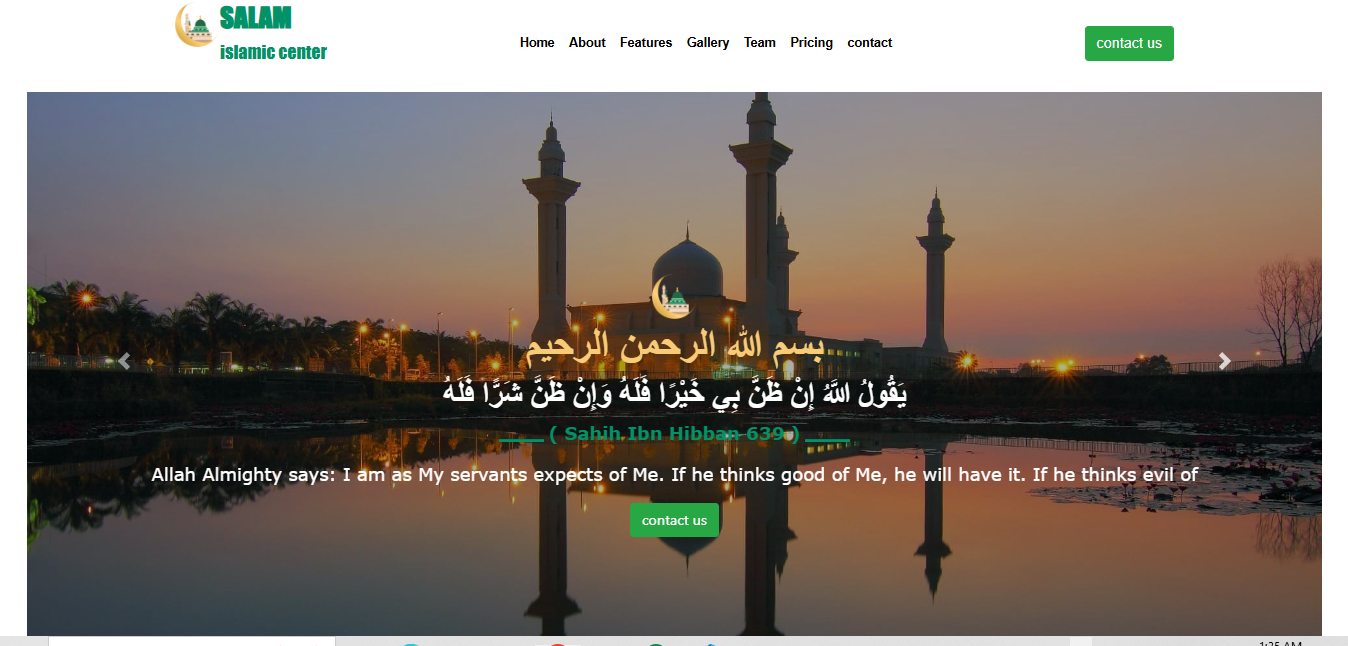 SALAM
islamic center
Home About Features Gallery Team Pricing contact
contact us
بسم الله الرحمن الرحيم
يَقُولُ اللَّهُ إِنْ ظَنَّ بِي خَيْرًا فَلَهُ وَإِنْ ظَنَّ شَرًّا فَلَهُ
( Sahih Ibn Hibban 639 )
Allah Almighty says: I am as My servants expects of Me. If he thinks good of Me, he will have it. If he thinks evil of
contact us
1:25 AM